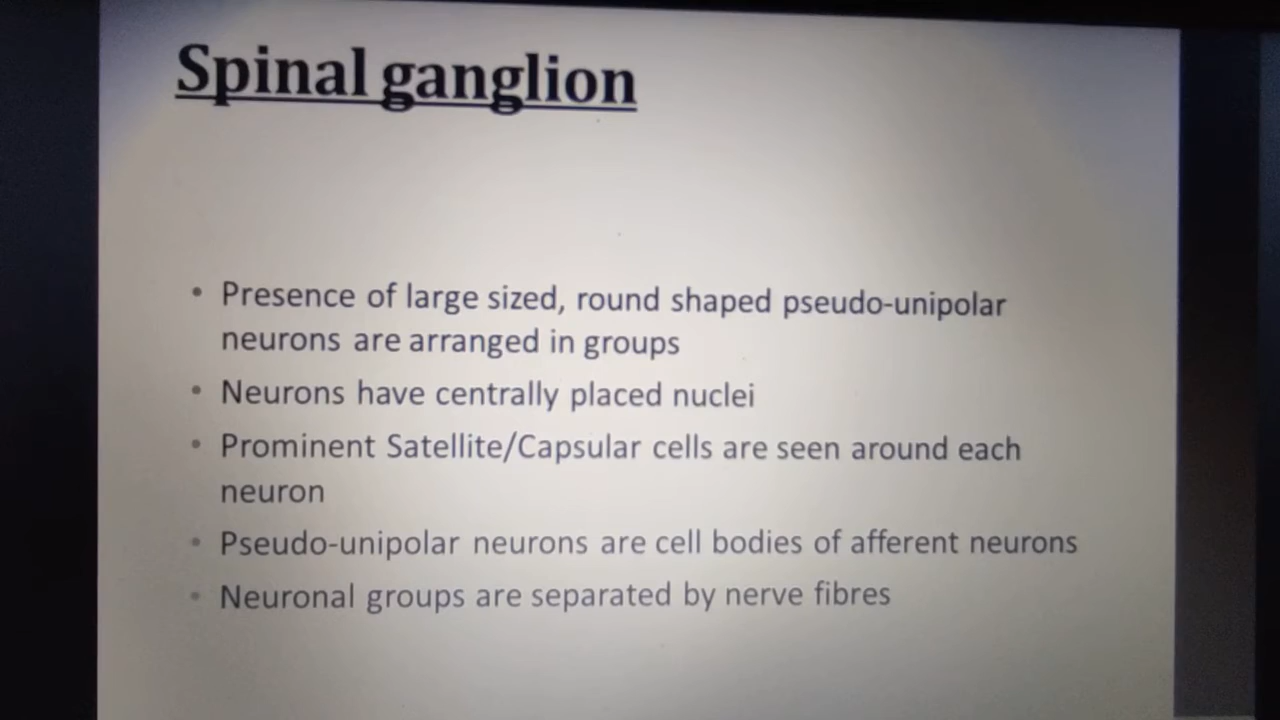 Spinal ganglion
• Presence of large sized, round shaped pseudo-unipolar
neurons are arranged in groups
• Neurons have centrally placed nuclei
• Prominent Satellite/Capsular cells are seen around each
neuron
• Pseudo-unipolar neurons are cell bodies of afferent neurons
• Neuronal groups are separated by nerve fibres